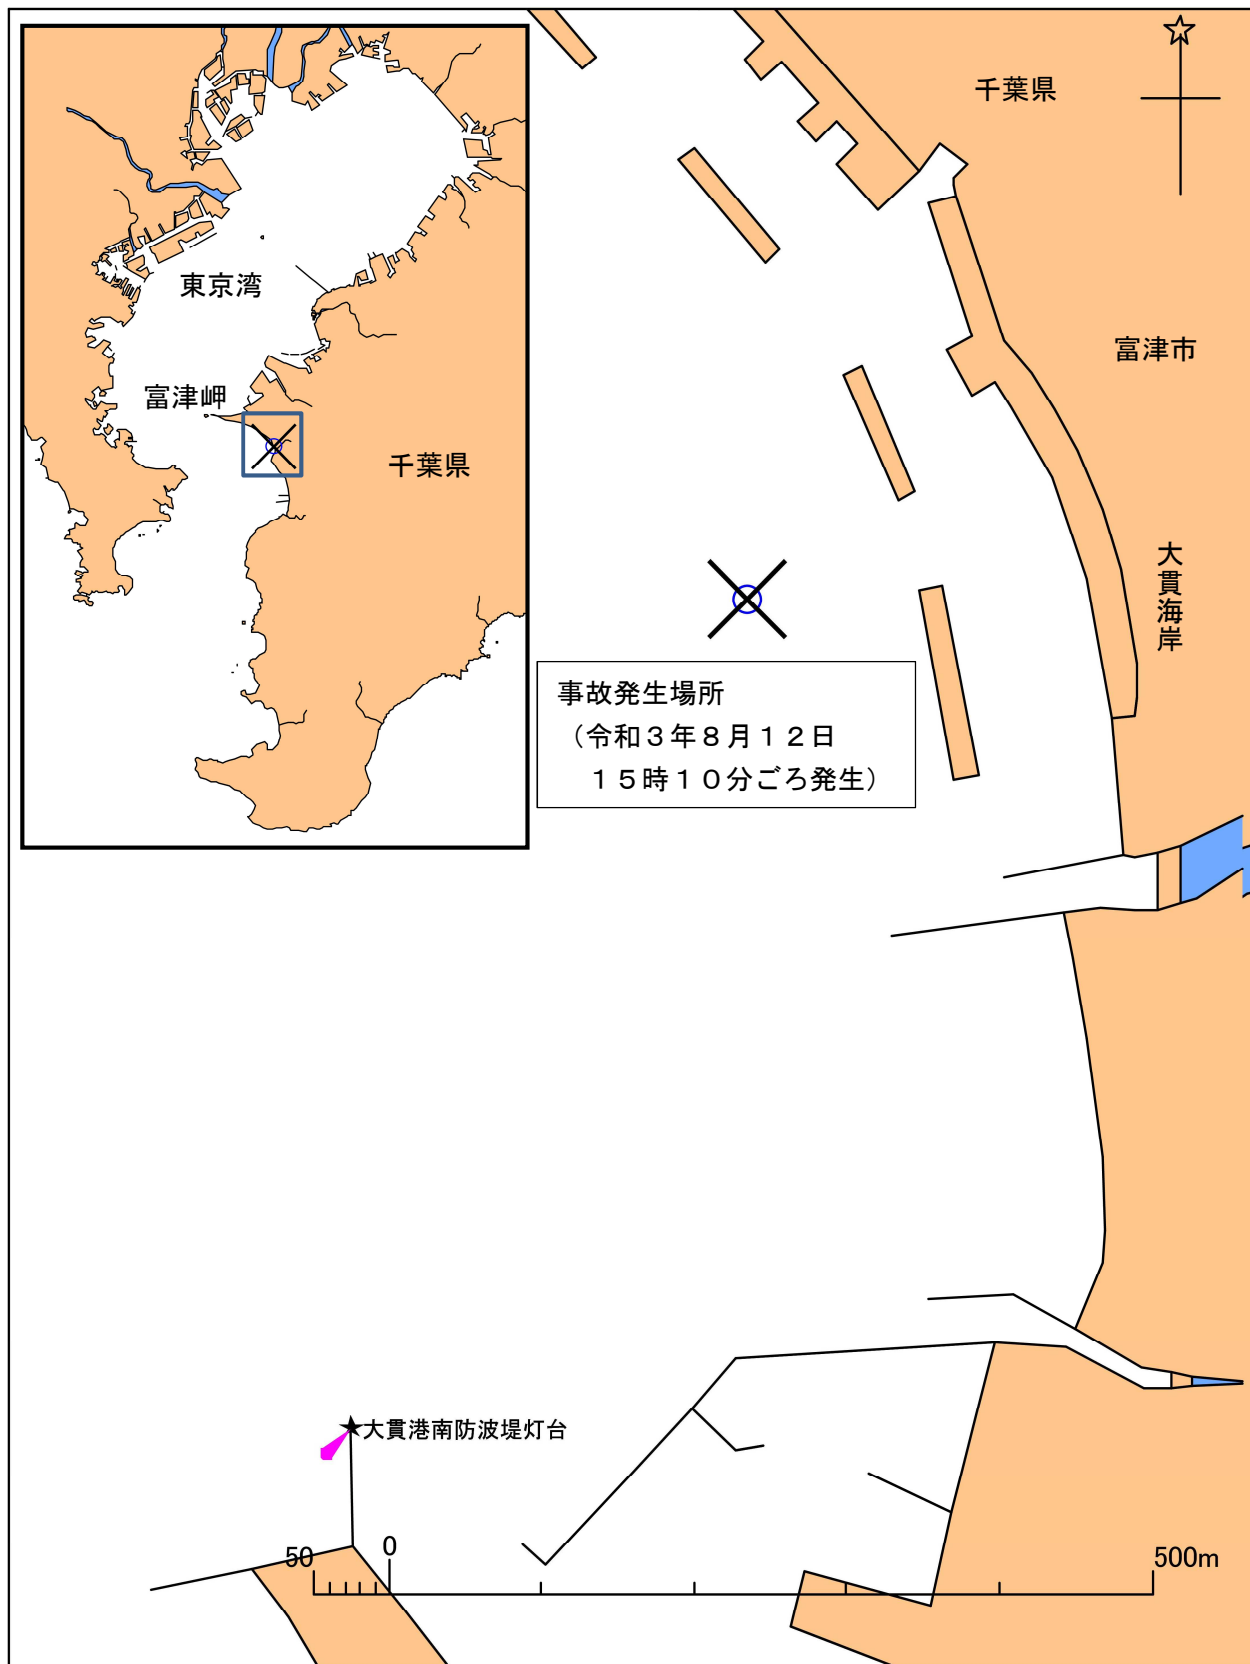 千葉県
東京湾
富津市
富津岬
千葉県
大貫海岸
事故発生場所
（令和３年８月１２日
１５時１０分ごろ発生）
大貫港南防波堤灯台
50 0 500m